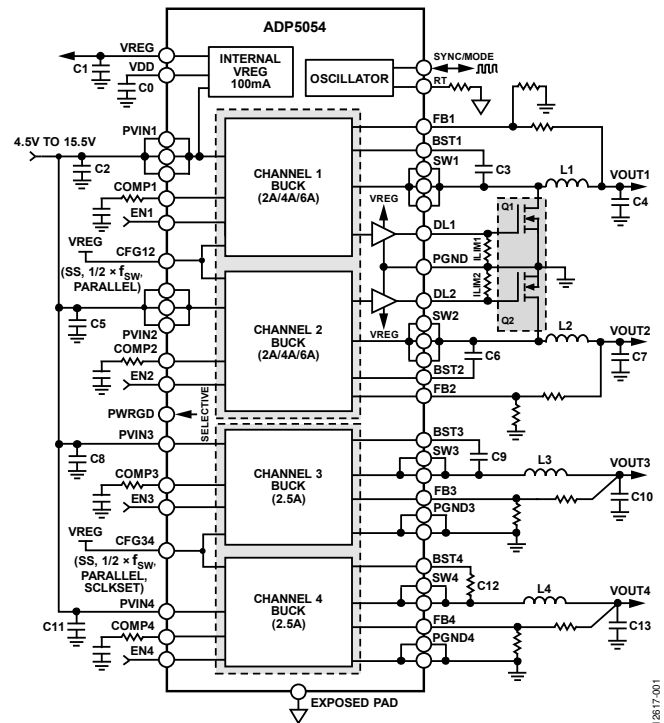 ADP5054
VREG
C1
VDD
C0
INTERNAL
VREG
100mA
OSCILLATOR
SYNC/MODE
RT
4.5V TO 15.5V
PVIN1
C2
COMP1
EN1
VREG
CFG12
(SS, 1/2 × fSW,
PARALLEL)
CHANNEL 1
BUCK
(2A/4A/6A)
FB1
BST1
SW1
C3
L1
VOUT1
C4
VREG
DL1
Q1
ILIM1
PGND
ILIM2
DL2
VREG
Q2
C5
PVIN2
COMP2
EN2
PWRGD
SELECTIVE
CHANNEL 2
BUCK
(2A/4A/6A)
SW2
L2
VOUT2
C6
C7
BST2
FB2
PVIN3
C8
COMP3
EN3
VREG
CFG34
(SS, 1/2 × fSW,
PARALLEL,
SCLKSET)
CHANNEL 3
BUCK
(2.5A)
BST3
SW3
C9
L3
VOUT3
FB3
C10
PGND3
PVIN4
C11
COMP4
EN4
CHANNEL 4
BUCK
(2.5A)
BST4
SW4
C12
L4
VOUT4
FB4
C13
PGND4
EXPOSED PAD
12617-001